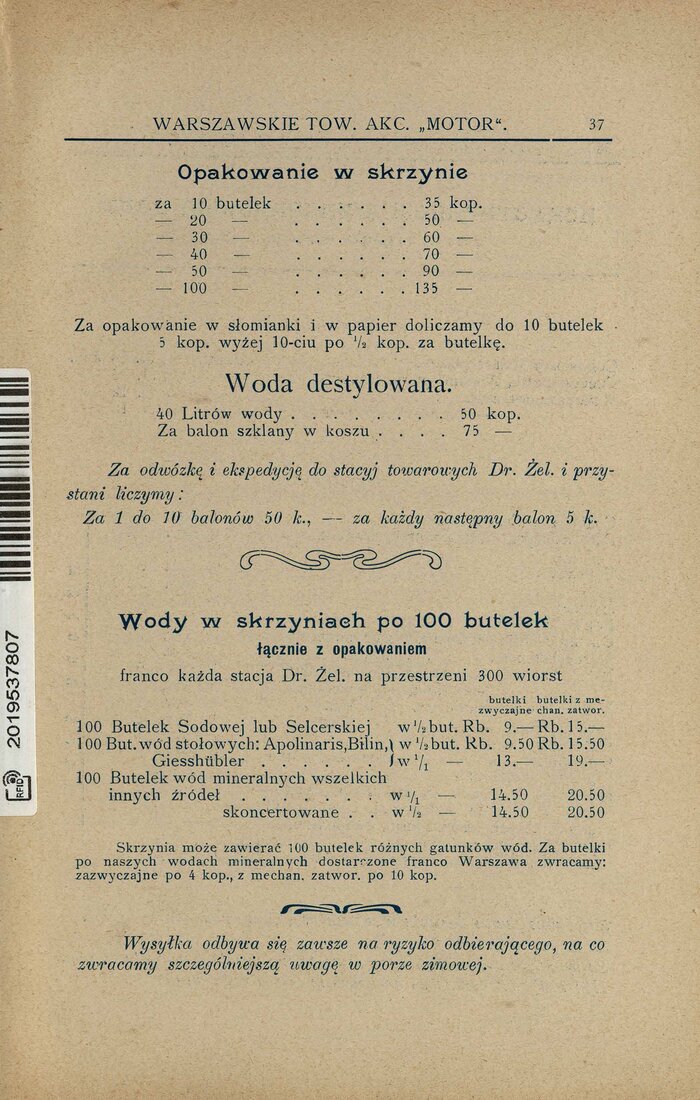 WARSZAWSKIE TOW. AKC. „MOTOR“. 37
Opakowanie w skrzynie
za 10 butelek . . . . . . 35 kop.
— 20 — . . . . . . 50 —
— 30 — . . . . . . 60 —
— 40 — . . . . . . 70 —
— 50 — . . . . . . 90 —
— 100 — . . . . . . 135 —
Za opakowanie w słomianki i w papier doliczamy do 10 butelek
5 kop. wyżej 10-ciu po ½ kop. za butelkę.
Woda destylowana.
40 Litrów wody . . . . . . . . 50 kop.
Za balon szklany w koszu . . . . 75 —
Za odwózkę i ekspedycję do stacyj towarowych Dr. Żel. i przy-
stani liczymy:
Za 1 do 10 balonów 50 k., — za każdy następny balon 5 k.
Wody w skrzyniach po 100 butelek
łącznie z opakowaniem
franco każda stacja Dr. Żel. na przestrzeni 300 wiorst
butelki butelki z me-
zwyczajne chan. zatwor.
100 Butelek Sodowej lub Selcerskiej w ½ but. Rb. 9.— Rb. 15.—
100 But. wód stołowych: Apolinaris, Bilin, } w ½ but. Rb. 9.50 Rb. 15.50
Giesshübler . . . . . . } w 1/1 — 13.— 19.—
100 Butelek wód mineralnych wszelkich
innych źródeł . . . . . . . w 1/1 — 14.50 20.50
skoncertowane . . w ½ — 14.50 20.50
Skrzynia może zawierać 100 butelek różnych gatunków wód. Za butelki
po naszych wodach mineralnych dostarczone franco Warszawa zwracamy:
zazwyczajne po 4 kop., z mechan. zatwor. po 10 kop.
Wysyłka odbywa się zawsze na ryzyko odbierającego, na co
zwracamy szczególniejszą uwagę w porze zimowej.
2019537807
RFID